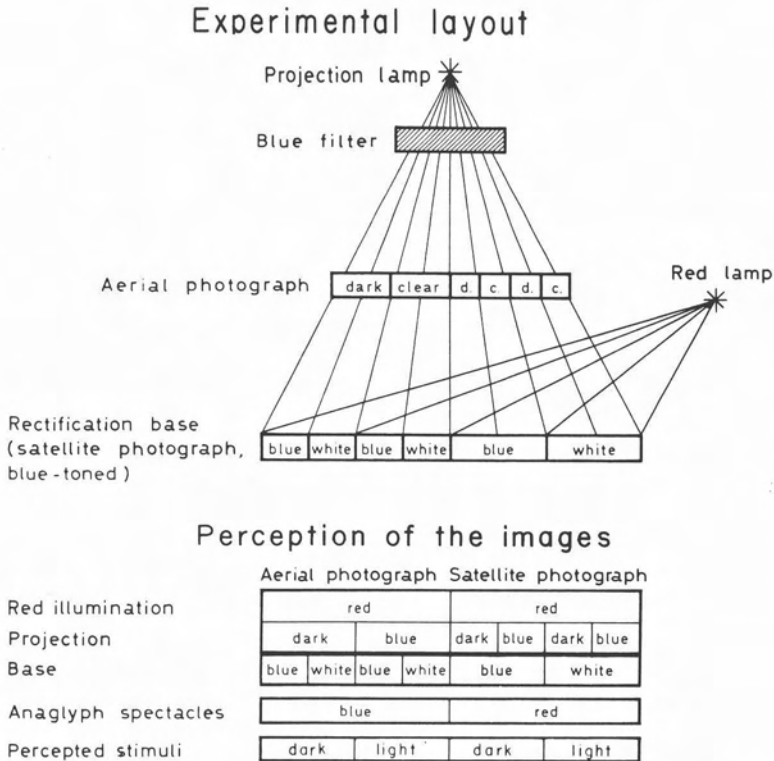 Experimental layout
Projection lamp
Blue filter
Aerial photograph
dark clear d. c. d. c.
Red lamp
Rectification base
(satellite photograph,
blue-toned)
blue white blue white blue white
Perception of the images
Aerial photograph Satellite photograph
Red illumination red red
Projection dark blue dark blue dark blue
Base blue white blue white blue white
Anaglyph spectacles blue red
Percepted stimuli dark light dark light